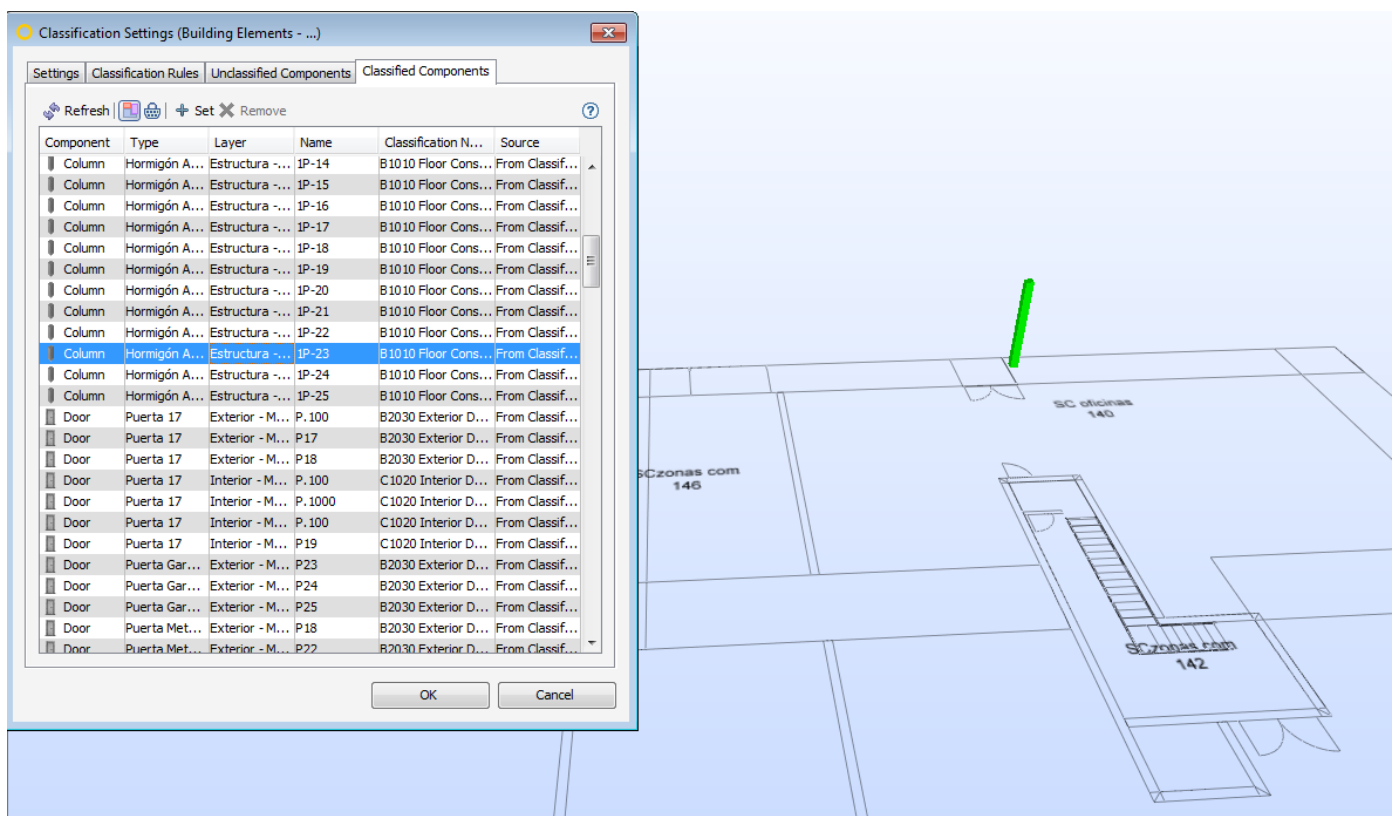 Classification Settings (Building Elements - ...)
Settings Classification Rules Unclassified Components Classified Components
Refresh Set Remove
Component Type Layer Name Classification N... Source
Column Hormigón A... Estructura -... 1P-14 B1010 Floor Cons... From Classif...
Column Hormigón A... Estructura -... 1P-15 B1010 Floor Cons... From Classif...
Column Hormigón A... Estructura -... 1P-16 B1010 Floor Cons... From Classif...
Column Hormigón A... Estructura -... 1P-17 B1010 Floor Cons... From Classif...
Column Hormigón A... Estructura -... 1P-18 B1010 Floor Cons... From Classif...
Column Hormigón A... Estructura -... 1P-19 B1010 Floor Cons... From Classif...
Column Hormigón A... Estructura -... 1P-20 B1010 Floor Cons... From Classif...
Column Hormigón A... Estructura -... 1P-21 B1010 Floor Cons... From Classif...
Column Hormigón A... Estructura -... 1P-22 B1010 Floor Cons... From Classif...
Column Hormigón A... Estructura -... 1P-23 B1010 Floor Cons... From Classif...
Column Hormigón A... Estructura -... 1P-24 B1010 Floor Cons... From Classif...
Column Hormigón A... Estructura -... 1P-25 B1010 Floor Cons... From Classif...
Door Puerta 17 Exterior - M... P.100 B2030 Exterior D... From Classif...
Door Puerta 17 Exterior - M... P17 B2030 Exterior D... From Classif...
Door Puerta 17 Exterior - M... P18 B2030 Exterior D... From Classif...
Door Puerta 17 Interior - M... P.100 C1020 Interior D... From Classif...
Door Puerta 17 Interior - M... P.1000 C1020 Interior D... From Classif...
Door Puerta 17 Interior - M... P.100 C1020 Interior D... From Classif...
Door Puerta 17 Interior - M... P19 C1020 Interior D... From Classif...
Door Puerta Gar... Exterior - M... P23 B2030 Exterior D... From Classif...
Door Puerta Gar... Exterior - M... P24 B2030 Exterior D... From Classif...
Door Puerta Gar... Exterior - M... P25 B2030 Exterior D... From Classif...
Door Puerta Met... Exterior - M... P18 B2030 Exterior D... From Classif...
Door Puerta Met... Exterior - M... P22 B2030 Exterior D... From Classif...
OK Cancel
SC oficinas
140
SCzonas com
146
SCzonas com
142